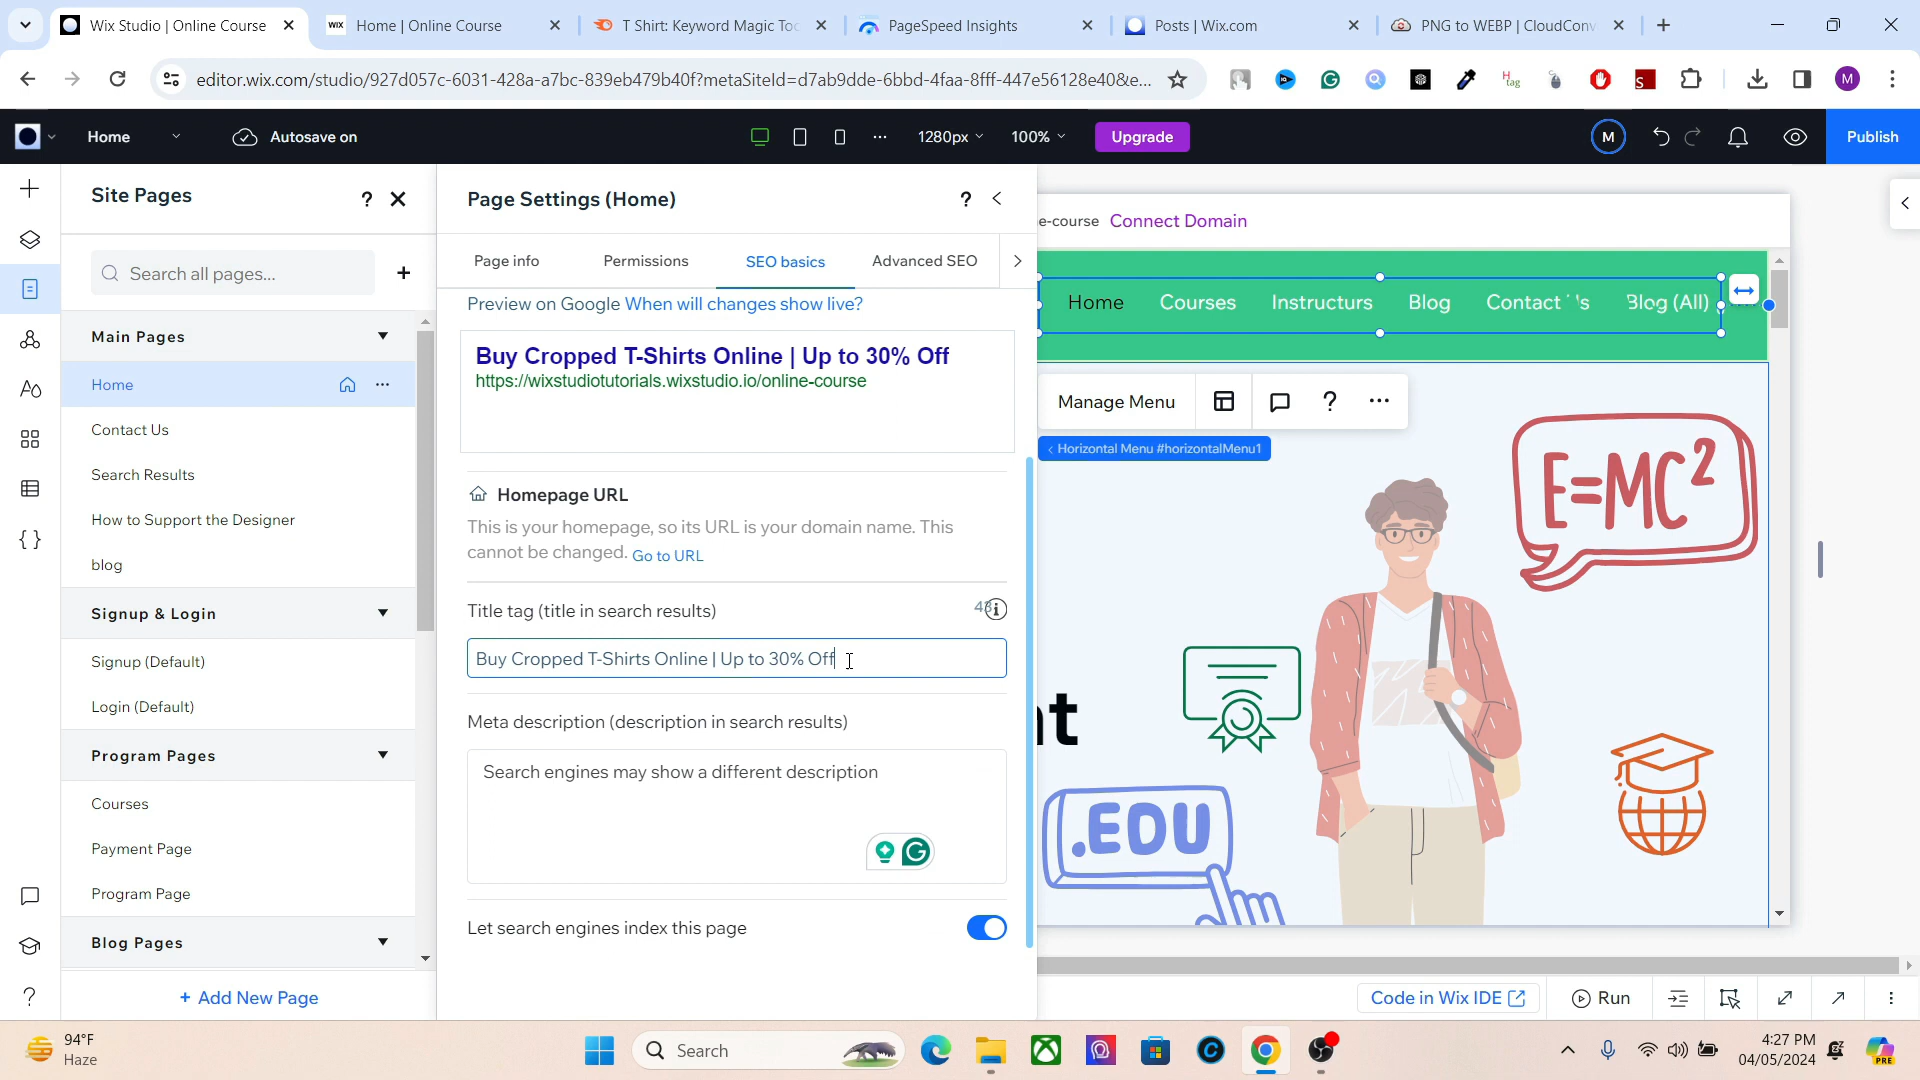 Wix Studio | Online Course
WIX Home | Online Course
T Shirt: Keyword Magic Too
PageSpeed Insights
Posts | Wix.com
PNG to WEBP | CloudConv
editor.wix.com/studio/927d057c-6031-428a-a7bc-839eb479b40f?metaSiteId=d7ab9dde-6bbd-4faa-8fff-447e56128e40&e...
H tag
S
M
Home
Autosave on
1280px
100%
Upgrade
M
Publish
Site Pages
?
Search all pages...
Main Pages
Home
Contact Us
Search Results
How to Support the Designer
blog
Signup & Login
Signup (Default)
Login (Default)
Program Pages
Courses
Payment Page
Program Page
Blog Pages
+ Add New Page
Page Settings (Home)
?
Page info
Permissions
SEO basics
Advanced SEO
Preview on Google When will changes show live?
Buy Cropped T-Shirts Online | Up to 30% Off
https://wixstudiotutorials.wixstudio.io/online-course
Homepage URL
This is your homepage, so its URL is your domain name. This
cannot be changed. Go to URL
Title tag (title in search results)
43
Buy Cropped T-Shirts Online | Up to 30% Off
Meta description (description in search results)
Search engines may show a different description
Let search engines index this page
e-course Connect Domain
Home
Courses
Instructurs
Blog
Contact Us
Blog (All)
Manage Menu
?
< Horizontal Menu #horizontalMenu1
E=MC2
nt
.EDU
Code in Wix IDE
Run
94°F
Haze
Search
4:27 PM
04/05/2024
PRE